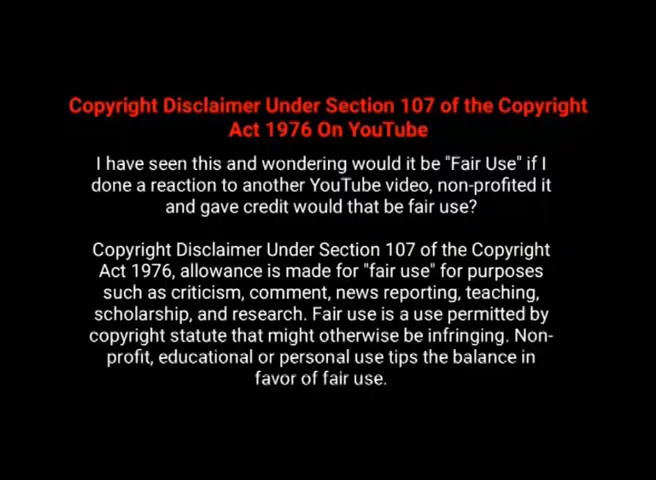 Copyright Disclaimer Under Section 107 of the Copyright
Act 1976 On YouTube
I have seen this and wondering would it be "Fair Use" if I
done a reaction to another YouTube video, non-profited it
and gave credit would that be fair use?
Copyright Disclaimer Under Section 107 of the Copyright
Act 1976, allowance is made for "fair use" for purposes
such as criticism, comment, news reporting, teaching,
scholarship, and research. Fair use is a use permitted by
copyright statute that might otherwise be infringing. Non-
profit, educational or personal use tips the balance in
favor of fair use.